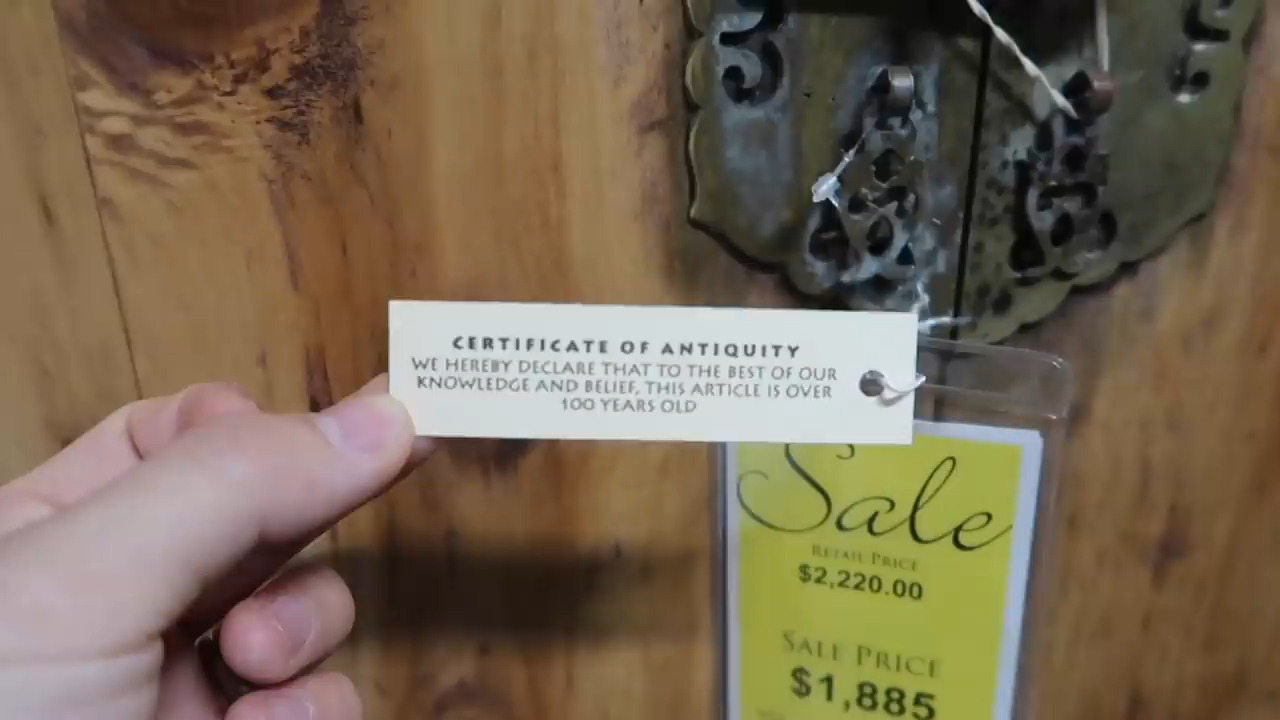 CERTIFICATE OF ANTIQUITY
WE HEREBY DECLARE THAT TO THE BEST OF OUR
KNOWLEDGE AND BELIEF, THIS ARTICLE IS OVER
100 YEARS OLD
Sale
RETAIL PRICE
$2,220.00
SALE PRICE
$1,885